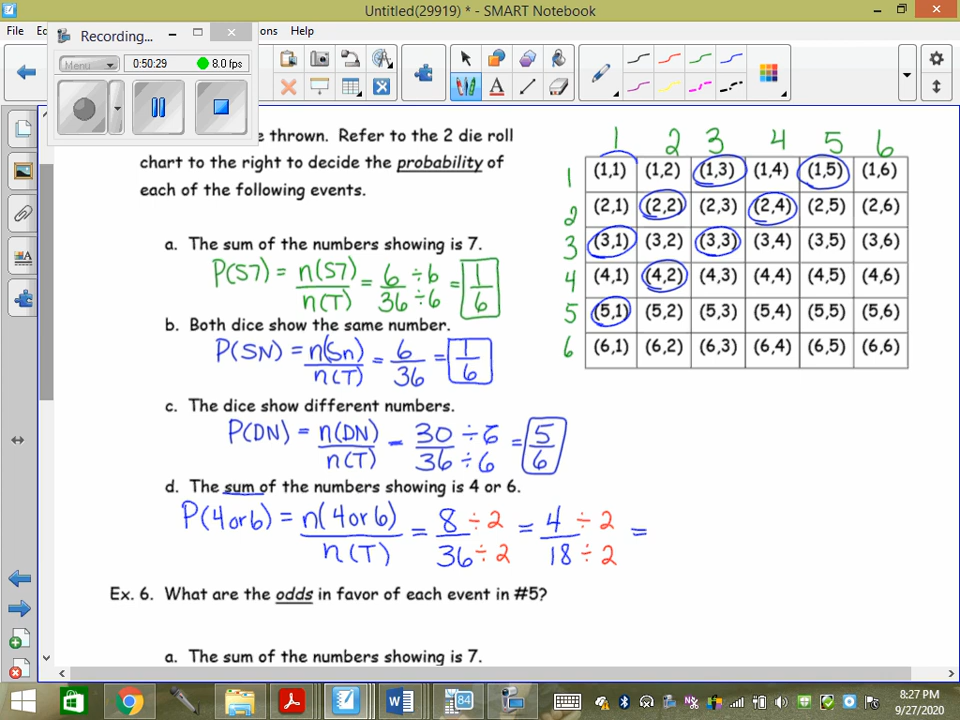 Untitled(29919) * - SMART Notebook
File
Help
Recording...
Menu
0:50:29
8.0 fps
e thrown. Refer to the 2 die roll
chart to the right to decide the probability of
each of the following events.
1 2 3 4 5 6
1 (1,1) (1,2) (1,3) (1,4) (1,5) (1,6)
2 (2,1) (2,2) (2,3) (2,4) (2,5) (2,6)
3 (3,1) (3,2) (3,3) (3,4) (3,5) (3,6)
4 (4,1) (4,2) (4,3) (4,4) (4,5) (4,6)
5 (5,1) (5,2) (5,3) (5,4) (5,5) (5,6)
6 (6,1) (6,2) (6,3) (6,4) (6,5) (6,6)
a. The sum of the numbers showing is 7.
P(S7) = n(S7)/n(T) = 6/36 ÷6/÷6 = 1/6
b. Both dice show the same number.
P(SN) = n(Sn)/n(T) = 6/36 = 1/6
c. The dice show different numbers.
P(DN) = n(DN)/n(T) = 30/36 ÷6/÷6 = 5/6
d. The sum of the numbers showing is 4 or 6.
P(4 or 6) = n(4 or 6)/n(T) = 8/36 ÷2/÷2 = 4/18 ÷2/÷2 =
Ex. 6. What are the odds in favor of each event in #5?
a. The sum of the numbers showing is 7.
84
8:27 PM
9/27/2020